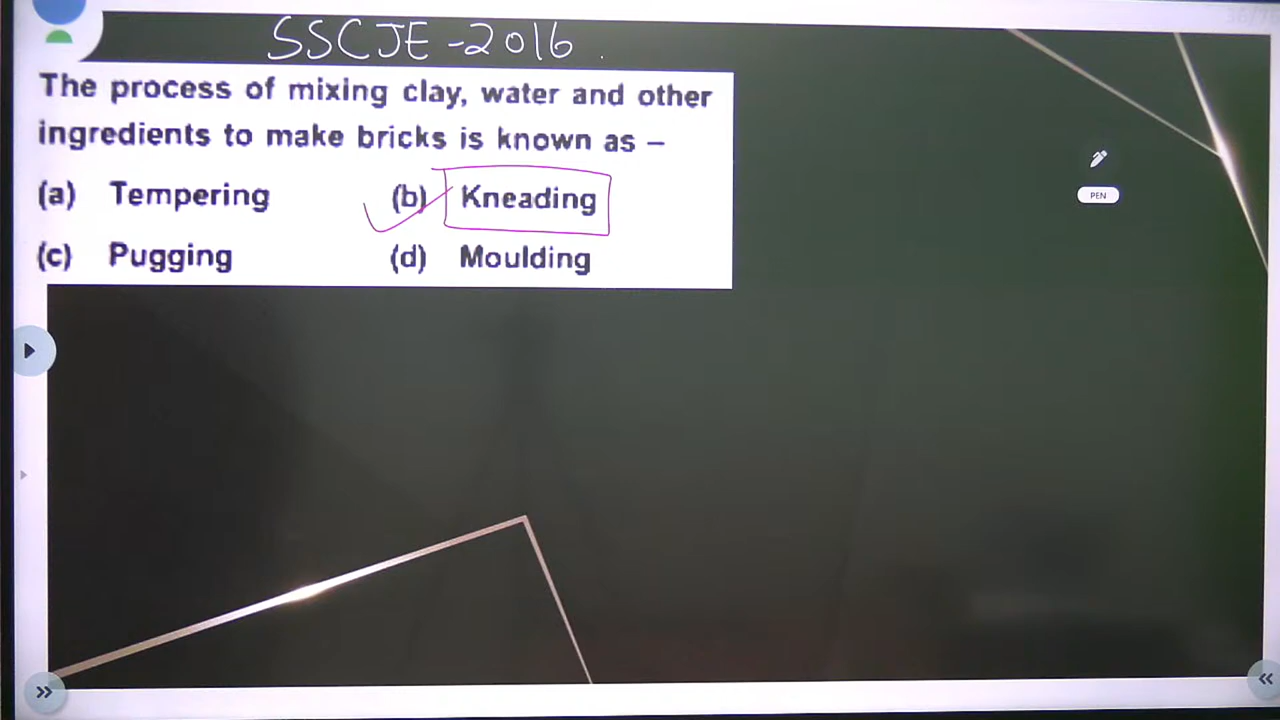 SSCJE-2016.
The process of mixing clay, water and other
ingredients to make bricks is known as –
(a) Tempering (b) Kneading
(c) Pugging (d) Moulding
PEN